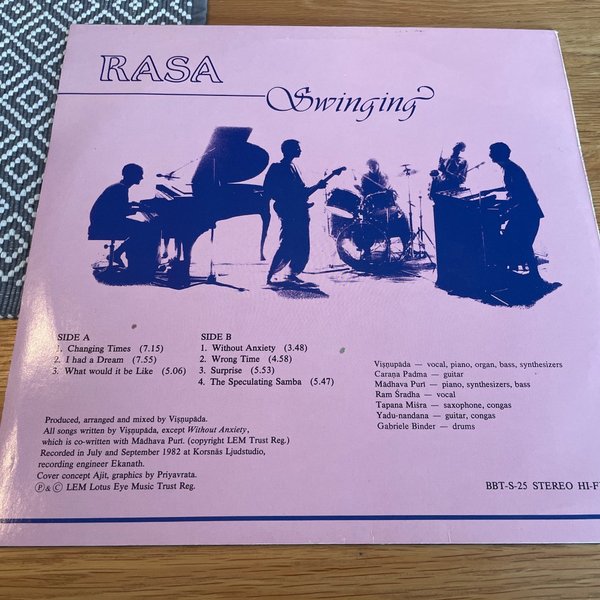 RASA
Swinging
SIDE A
1. Changing Times (7.15)
2. I had a Dream (7.55)
3. What would it be Like (5.06)
SIDE B
1. Without Anxiety (3.48)
2. Wrong Time (4.58)
3. Surprise (5.53)
4. The Speculating Samba (5.47)
Viṣṇupāda — vocal, piano, organ, bass, synthesizers
Caraṇa Padma — guitar
Mādhava Purī — piano, synthesizers, bass
Ram Śradha — vocal
Tapana Miśra — saxophone, congas
Yadu-nandana — guitar, congas
Gabriele Binder — drums
Produced, arranged and mixed by Viṣṇupāda.
All songs written by Viṣṇupāda, except Without Anxiety,
which is co-written with Mādhava Purī. (copyright LEM Trust Reg.)
Recorded in July and September 1982 at Korsnäs Ljudstudio,
recording engineer Ekanath.
Cover concept Ajit, graphics by Priyavrata.
Ⓟ & Ⓒ LEM Lotus Eye Music Trust Reg.
BBT-S-25 STEREO HI-F